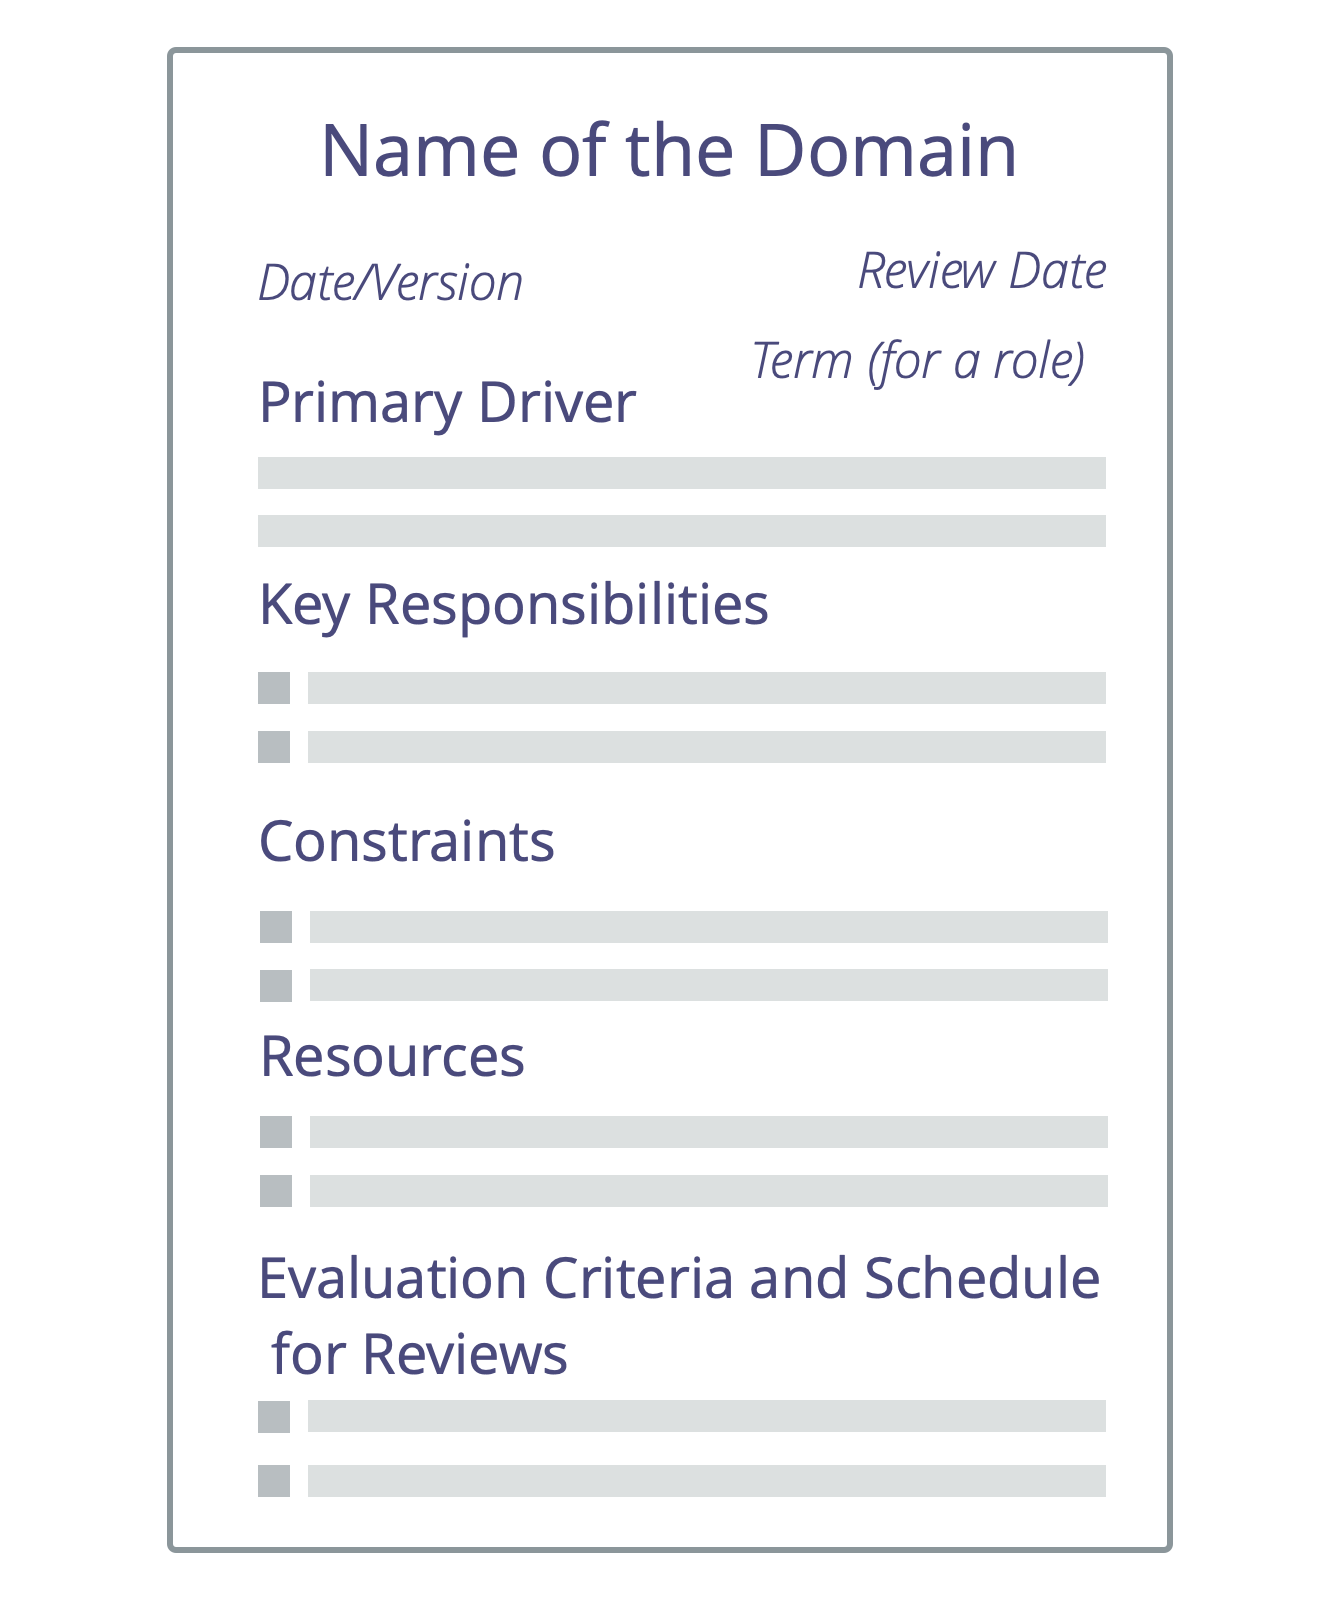 Name of the Domain
Date/Version
Review Date
Term (for a role)
Primary Driver
Key Responsibilities
Constraints
Resources
Evaluation Criteria and Schedule
for Reviews